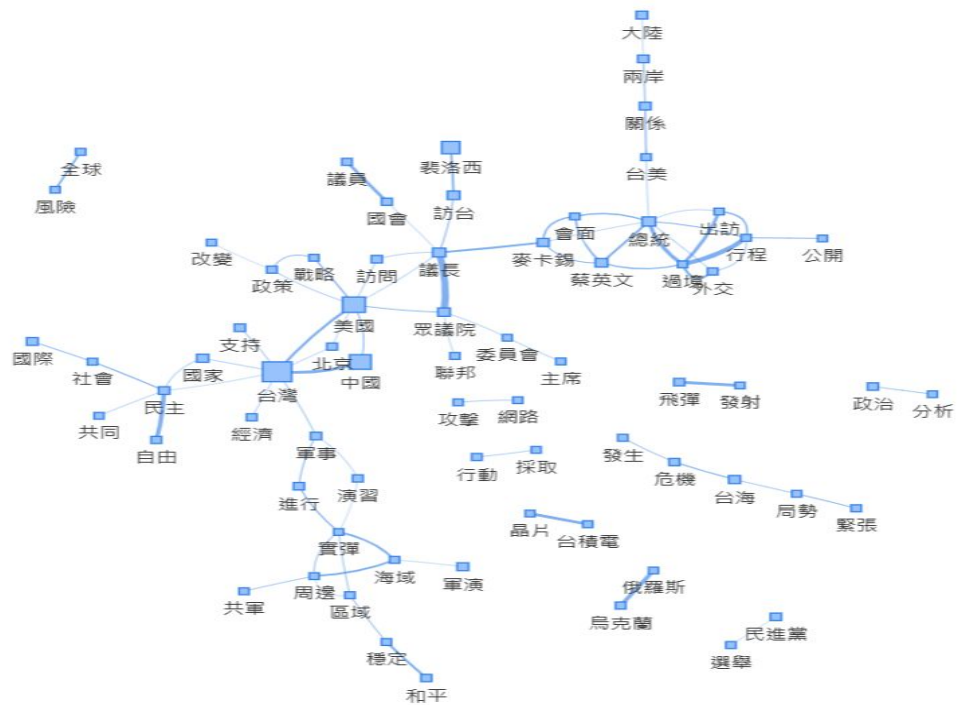 大陸
兩岸
關係
全球
裴洛西
台美
議員
風險
國會
訪台
會面
總統
出訪
改變
訪問
議長
麥卡錫
行程
公開
政策
戰略
蔡英文
過境
外交
美國
眾議院
支持
國際
北京
委員會
社會
國家
中國
聯邦
主席
台灣
民主
飛彈
發射
政治
分析
共同
經濟
攻擊
網路
自由
軍事
行動
採取
發生
危機
演習
進行
台海
局勢
緊張
晶片
台積電
實彈
海域
軍演
周邊
俄羅斯
共軍
區域
烏克蘭
民進黨
穩定
選舉
和平